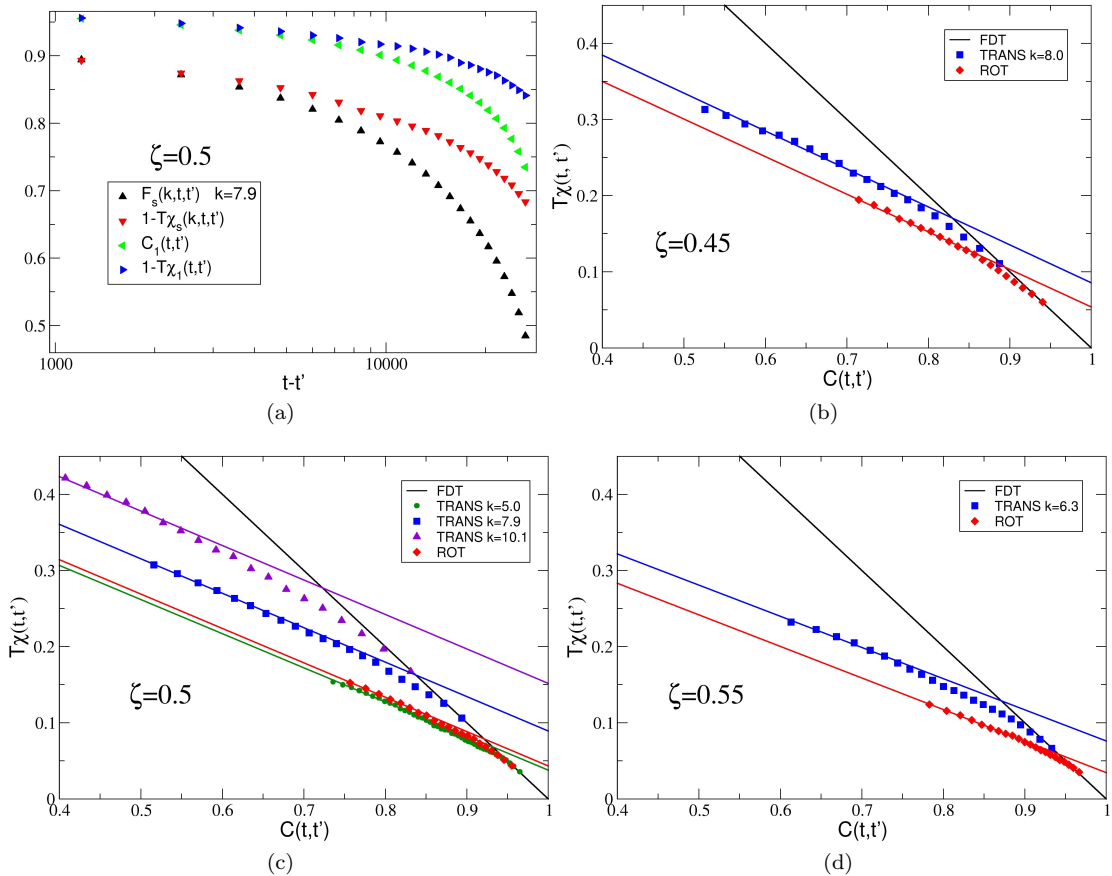 0.9
0.8
0.7
0.6
0.5
ζ=0.5
F_s(k,t,t') k=7.9
1-Tχ_s(k,t,t')
C_1(t,t')
1-Tχ_1(t,t')
1000
10000
t-t'
(a)
FDT
TRANS k=8.0
ROT
0.4
0.3
0.2
0.1
0
Tχ(t, t')
ζ=0.45
0.4
0.5
0.6
0.7
0.8
0.9
1
C(t,t')
(b)
FDT
TRANS k=5.0
TRANS k=7.9
TRANS k=10.1
ROT
0.4
0.3
0.2
0.1
0
Tχ(t,t')
ζ=0.5
0.4
0.5
0.6
0.7
0.8
0.9
1
C(t,t')
(c)
FDT
TRANS k=6.3
ROT
0.4
0.3
0.2
0.1
0
Tχ(t,t')
ζ=0.55
0.4
0.5
0.6
0.7
0.8
0.9
1
C(t,t')
(d)